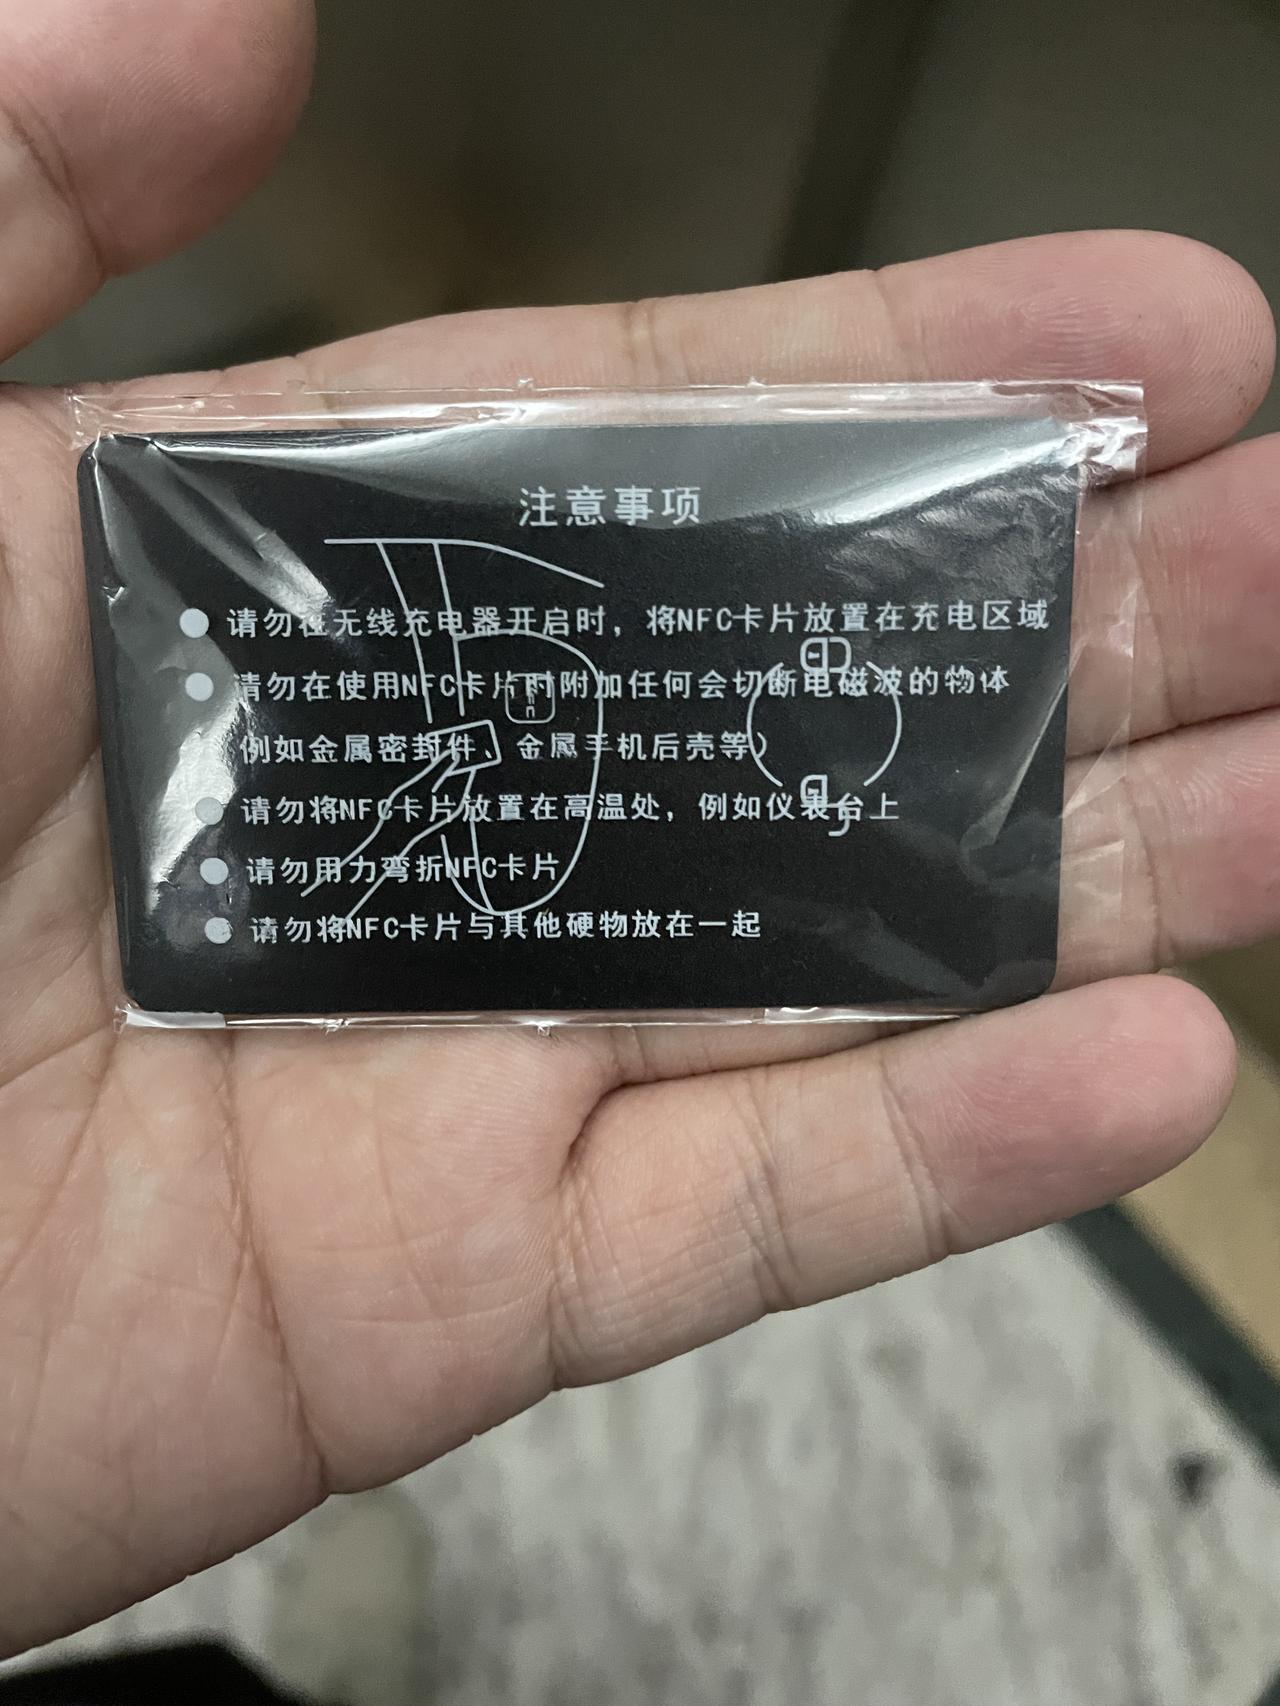 注意事项
请勿在无线充电器开启时，将NFC卡片放置在充电区域
请勿在使用NFC卡片时附加任何会切断电磁波的物体
例如金属密封件、金属手机后壳等）
请勿将NFC卡片放置在高温处，例如仪表台上
请勿用力弯折NFC卡片
请勿将NFC卡片与其他硬物放在一起